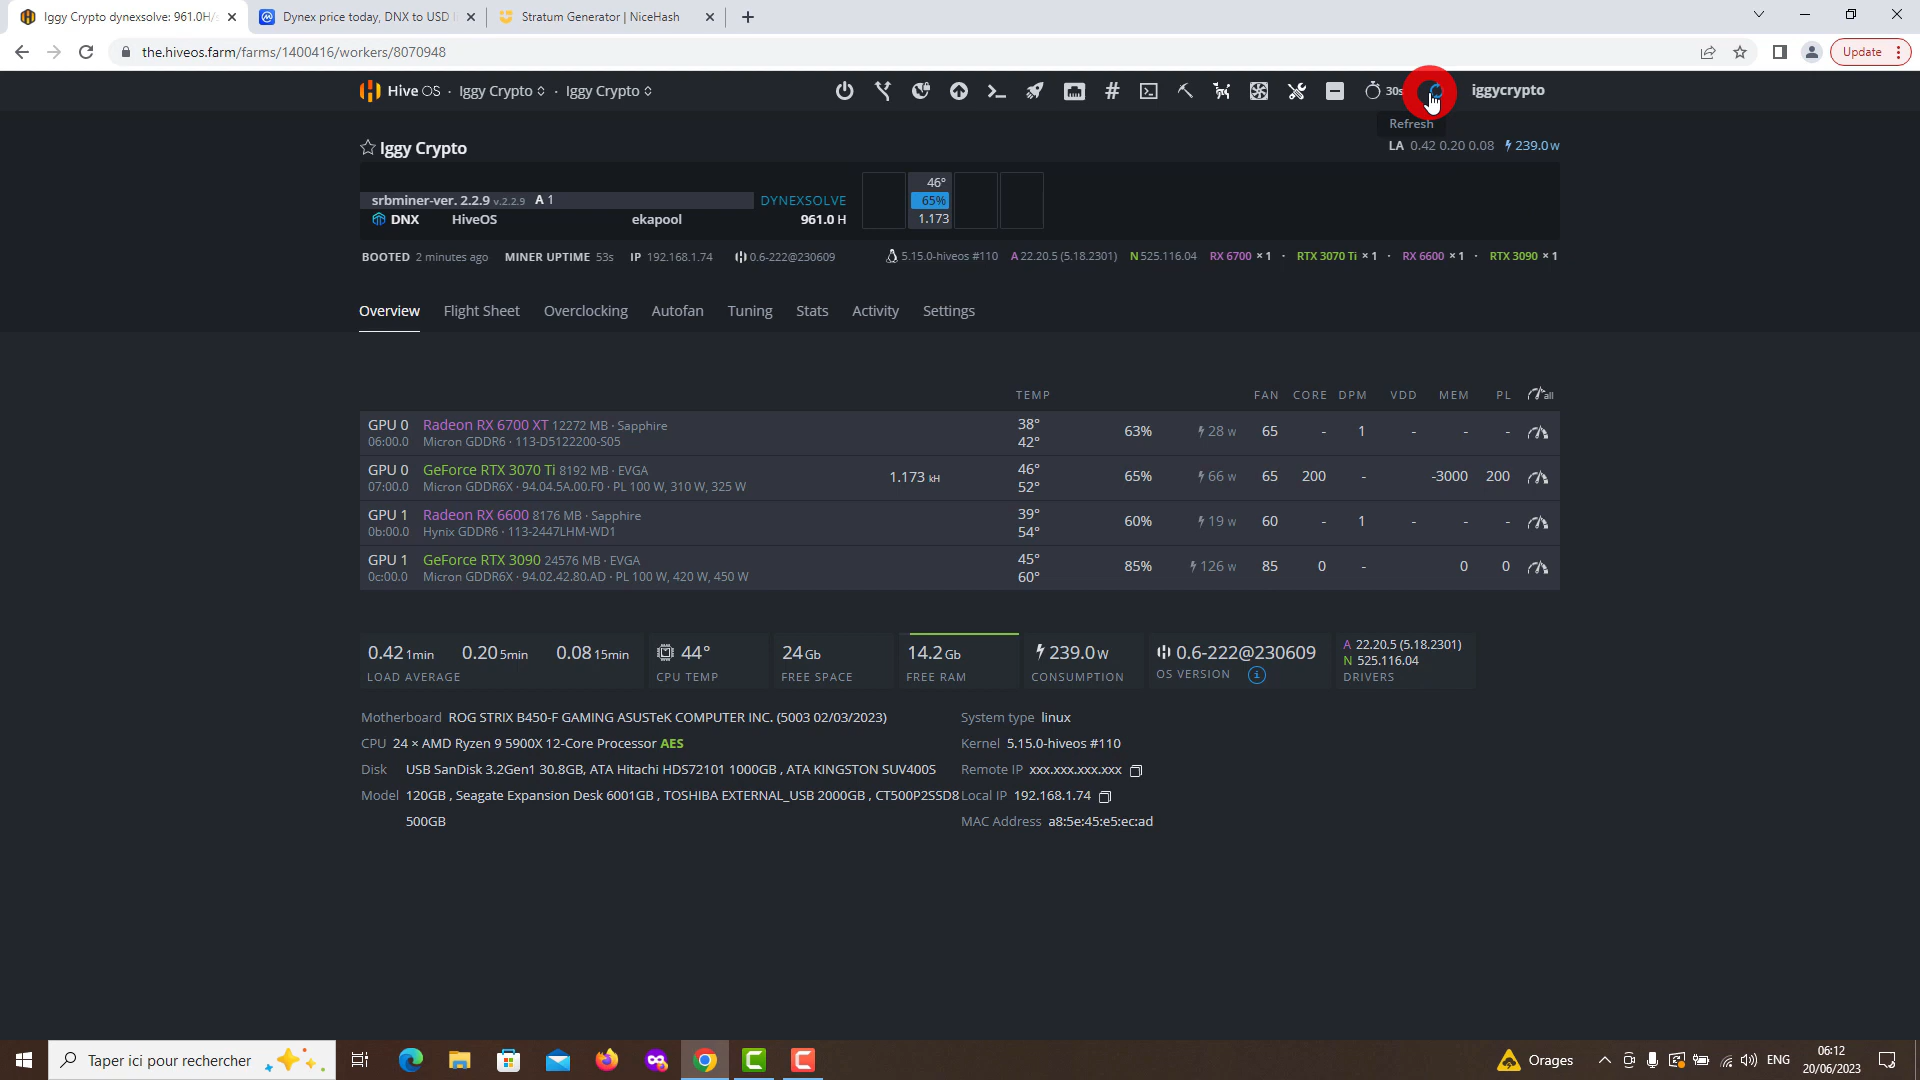 Iggy Crypto dynexsolve: 961.0H/s
Dynex price today, DNX to USD l
Stratum Generator | NiceHash
the.hiveos.farm/farms/1400416/workers/8070948
Update
Hive OS · Iggy Crypto · Iggy Crypto
30s
iggycrypto
Refresh
Iggy Crypto
LA 0.42 0.20 0.08 239.0 w
srbminer-ver. 2.2.9 v.2.2.9 A 1
DYNEXSOLVE
DNX HiveOS ekapool 961.0 H
46°
65%
1.173
BOOTED 2 minutes ago MINER UPTIME 53s IP 192.168.1.74 0.6-222@230609 5.15.0-hiveos #110 A 22.20.5 (5.18.2301) N 525.116.04 RX 6700 × 1 · RTX 3070 Ti × 1 · RX 6600 × 1 · RTX 3090 × 1
Overview Flight Sheet Overclocking Autofan Tuning Stats Activity Settings
TEMP FAN CORE DPM VDD MEM PL all
GPU 0 Radeon RX 6700 XT 12272 MB · Sapphire 38° 63% 28 w 65 - 1 - - -
06:00.0 Micron GDDR6 · 113-D5122200-S05 42°
GPU 0 GeForce RTX 3070 Ti 8192 MB · EVGA 1.173 kH 46° 65% 66 w 65 200 - -3000 200
07:00.0 Micron GDDR6X · 94.04.5A.00.F0 · PL 100 W, 310 W, 325 W 52°
GPU 1 Radeon RX 6600 8176 MB · Sapphire 39° 60% 19 w 60 - 1 - - -
0b:00.0 Hynix GDDR6 · 113-2447LHM-WD1 54°
GPU 1 GeForce RTX 3090 24576 MB · EVGA 45° 85% 126 w 85 0 - 0 0
0c:00.0 Micron GDDR6X · 94.02.42.80.AD · PL 100 W, 420 W, 450 W 60°
0.42 1min 0.20 5min 0.08 15min
LOAD AVERAGE
44°
CPU TEMP
24 Gb
FREE SPACE
14.2 Gb
FREE RAM
239.0 w
CONSUMPTION
0.6-222@230609
OS VERSION
A 22.20.5 (5.18.2301)
N 525.116.04
DRIVERS
Motherboard ROG STRIX B450-F GAMING ASUSTeK COMPUTER INC. (5003 02/03/2023)
CPU 24 × AMD Ryzen 9 5900X 12-Core Processor AES
Disk USB SanDisk 3.2Gen1 30.8GB, ATA Hitachi HDS72101 1000GB , ATA KINGSTON SUV400S
Model 120GB , Seagate Expansion Desk 6001GB , TOSHIBA EXTERNAL_USB 2000GB , CT500P2SSD8
500GB
System type linux
Kernel 5.15.0-hiveos #110
Remote IP xxx.xxx.xxx.xxx
Local IP 192.168.1.74
MAC Address a8:5e:45:e5:ec:ad
Taper ici pour rechercher
Orages
ENG
06:12
20/06/2023